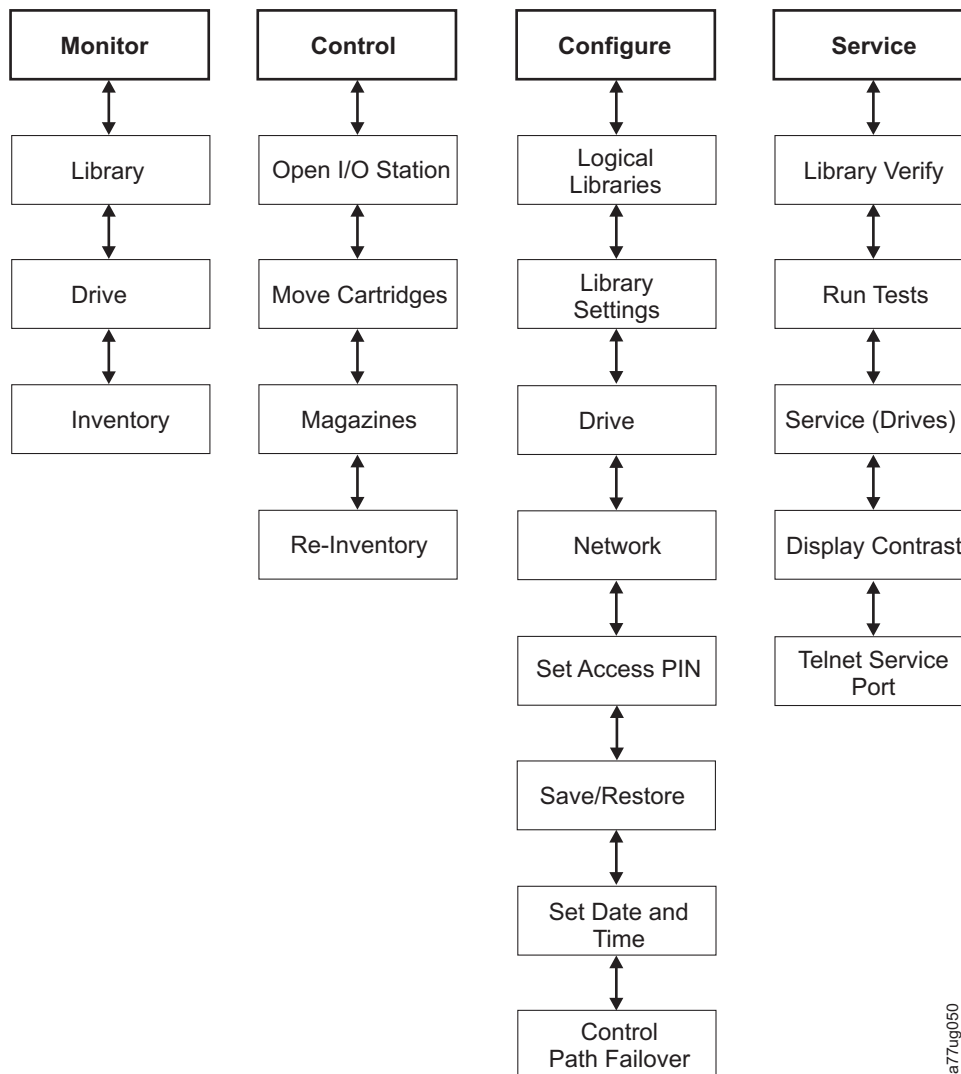 Monitor
Library
Drive
Inventory
Control
Open I/O Station
Move Cartridges
Magazines
Re-Inventory
Configure
Logical
Libraries
Library
Settings
Drive
Network
Set Access PIN
Save/Restore
Set Date and
Time
Control
Path Failover
Service
Library Verify
Run Tests
Service (Drives)
Display Contrast
Telnet Service
Port
a77ug050